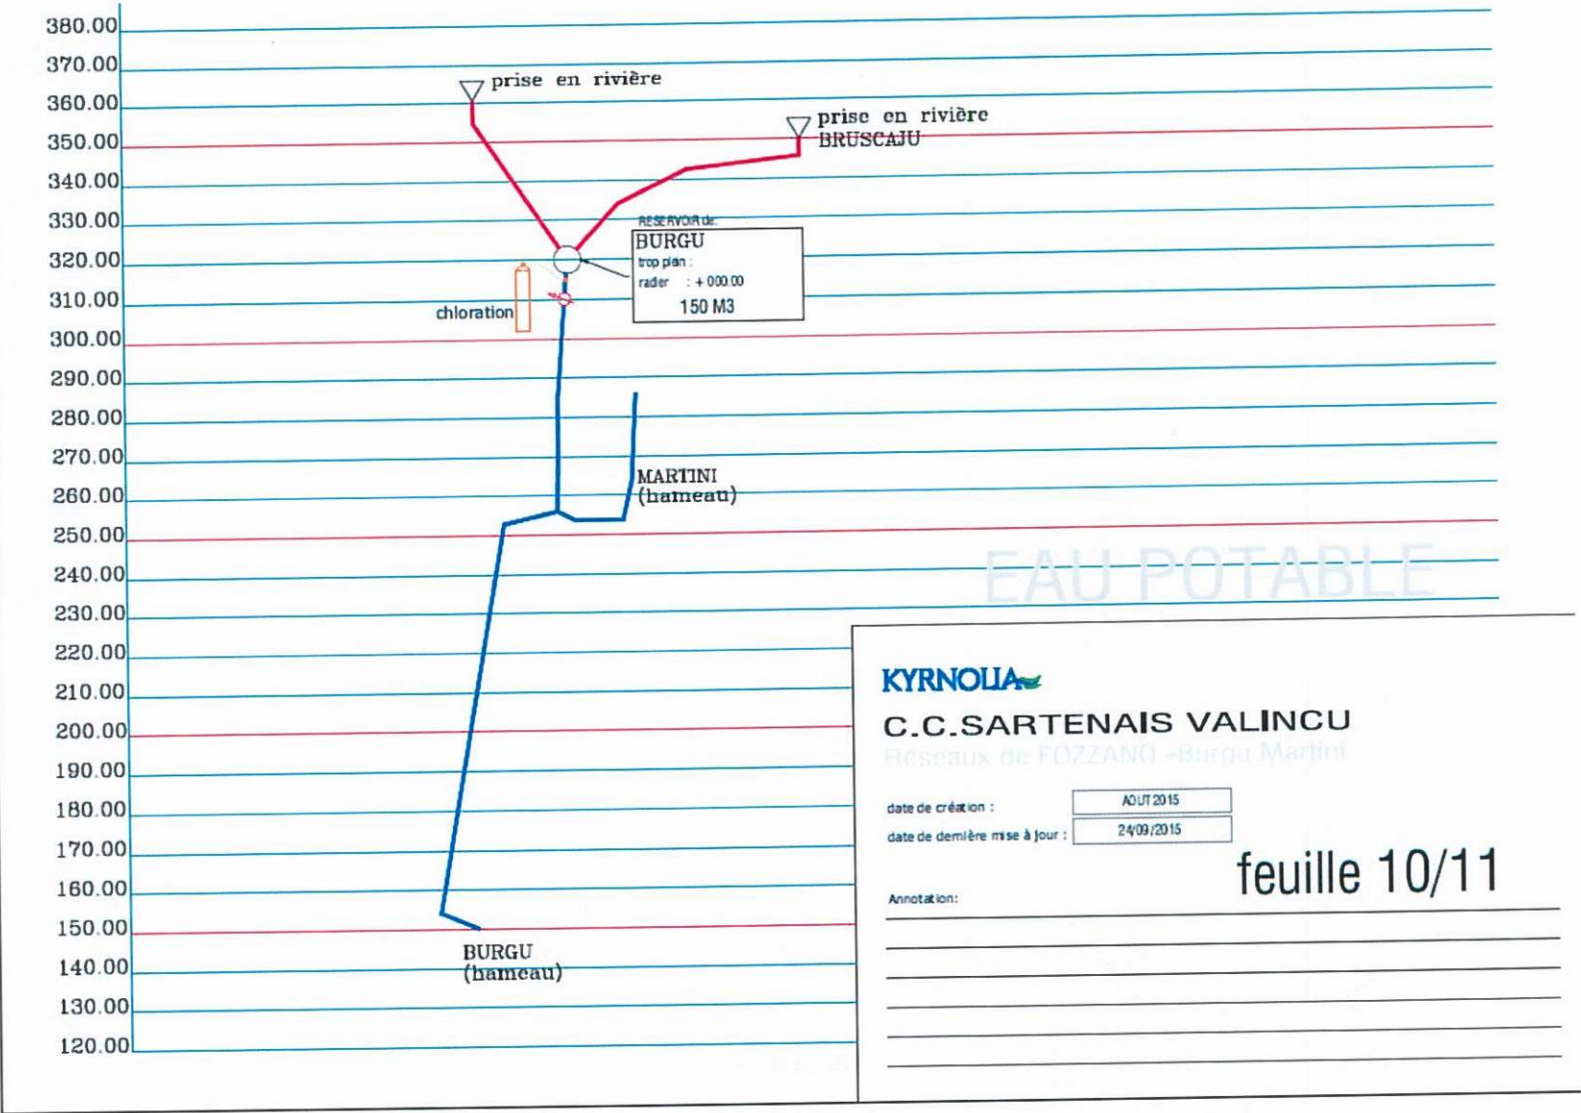 380.00
370.00
360.00
350.00
340.00
330.00
320.00
310.00
300.00
290.00
280.00
270.00
260.00
250.00
240.00
230.00
220.00
210.00
200.00
190.00
180.00
170.00
160.00
150.00
140.00
130.00
120.00
prise en rivière
prise en rivière
BRUSCAJU
RESERVOIR de:
BURGU
trop plein :
radier : + 000.00
150 M3
chloration
MARTINI
(hameau)
BURGU
(hameau)
EAU POTABLE
KYRNOLIA
C.C.SARTENAIS VALINCU
Réseaux de FOZZANO -Burgu Martini
date de création :
AOUT 2015
date de dernière mise à jour :
24/09/2015
feuille 10/11
Annotation: